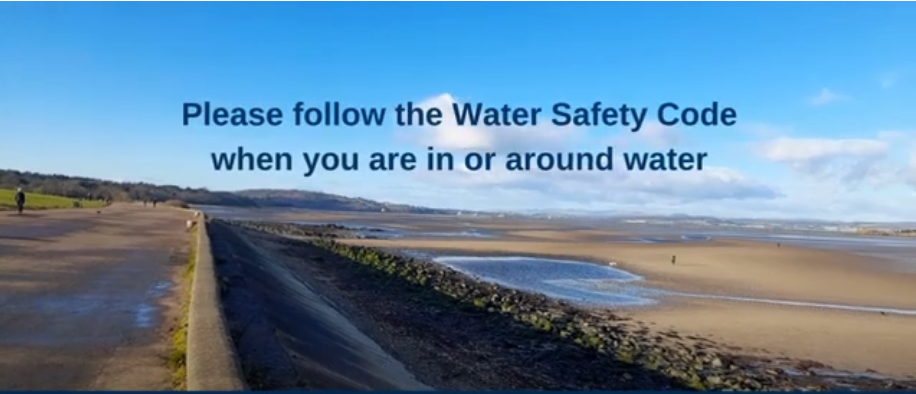 Please follow the Water Safety Code
when you are in or around water